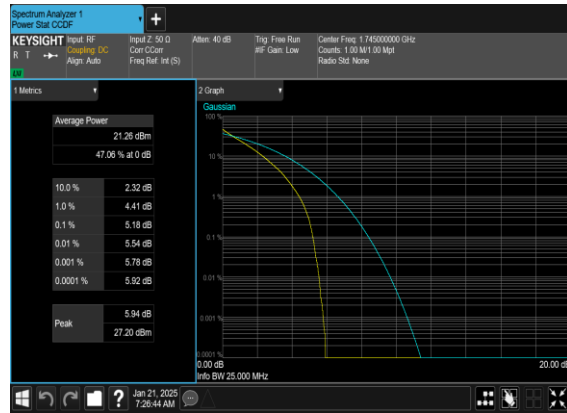 Spectrum Analyzer 1
Power Stat CCDF
+
KEYSIGHT
R T
LV
Input: RF
Coupling: DC
Align: Auto
Input Z: 50 Ω
Corr CCorr
Freq Ref: Int (S)
Atten: 40 dB
Trig: Free Run
#IF Gain: Low
Center Freq: 1.745000000 GHz
Counts: 1.00 M/1.00 Mpt
Radio Std: None
1 Metrics
Average Power
21.26 dBm
47.06 % at 0 dB
10.0 % 2.32 dB
1.0 % 4.41 dB
0.1 % 5.18 dB
0.01 % 5.54 dB
0.001 % 5.78 dB
0.0001 % 5.92 dB
Peak
5.94 dB
27.20 dBm
2 Graph
Gaussian
100 %
10 %
1 %
0.1 %
0.01 %
0.001 %
0.0001 %
0.00 dB
20.00 dB
Info BW 25.000 MHz
?
Jan 21, 2025
7:26:44 AM